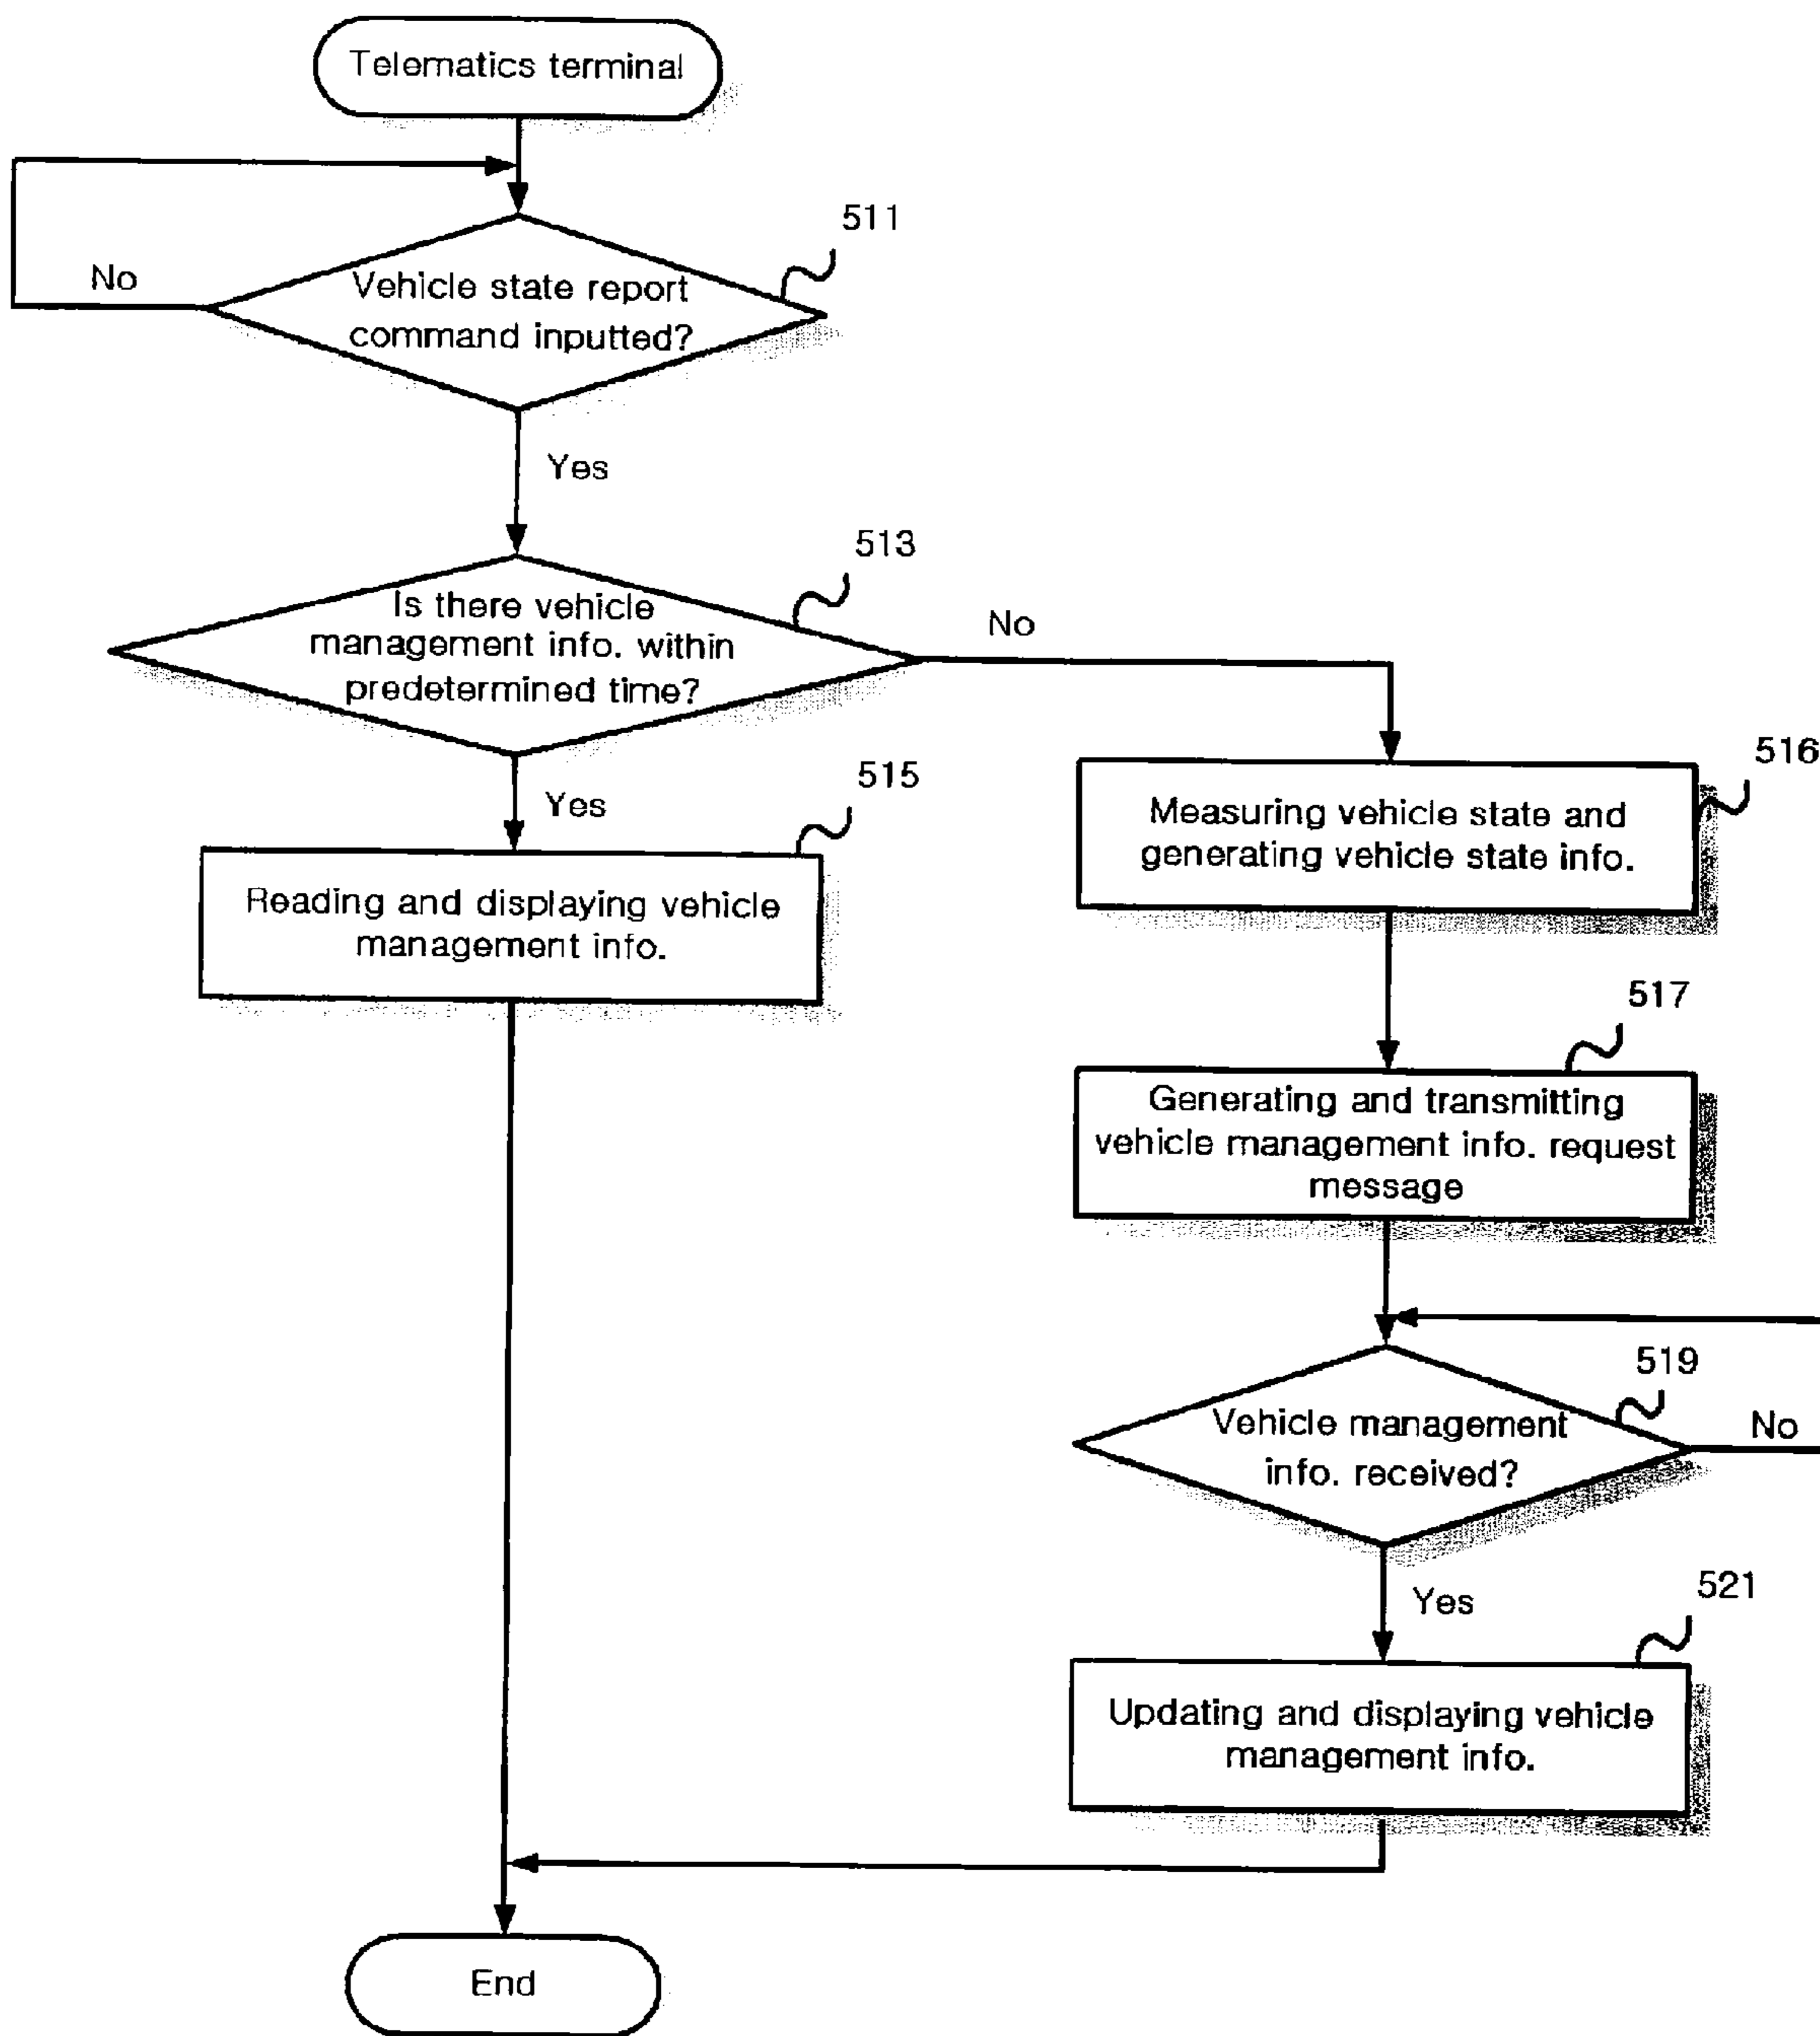 Telematics terminal
511
No
Vehicle state report
command inputted?
Yes
513
Is there vehicle
management info. within
predetermined time?
No
Yes
515
516
Measuring vehicle state and
generating vehicle state info.
Reading and displaying vehicle
management info.
517
Generating and transmitting
vehicle management info. request
message
519
Vehicle management
info. received?
No
Yes
521
Updating and displaying vehicle
management info.
End